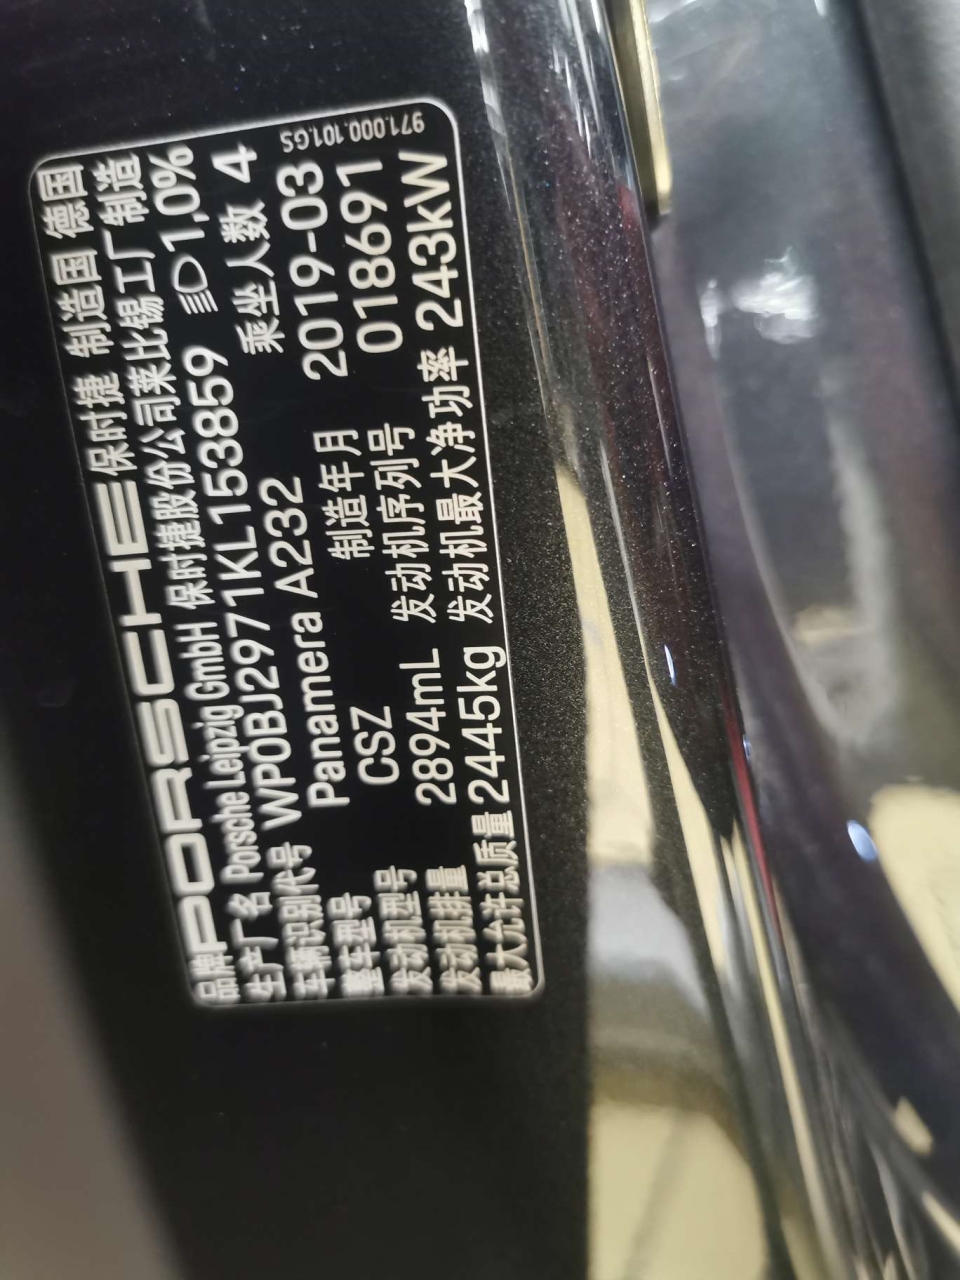 品牌 PORSCHE 保时捷 制造国 德国
生产厂名 Porsche Leipzig GmbH 保时捷股份公司莱比锡工厂制造
车辆识别代号 WP0BJ2971KL153859 1,0%
整车型号 Panamera A232 乘坐人数 4
发动机型号 CSZ 制造年月 2019-03
发动机排量 2894mL 发动机序列号 018691
最大允许总质量 2445kg 发动机最大净功率 243kW
971.000.101.GS